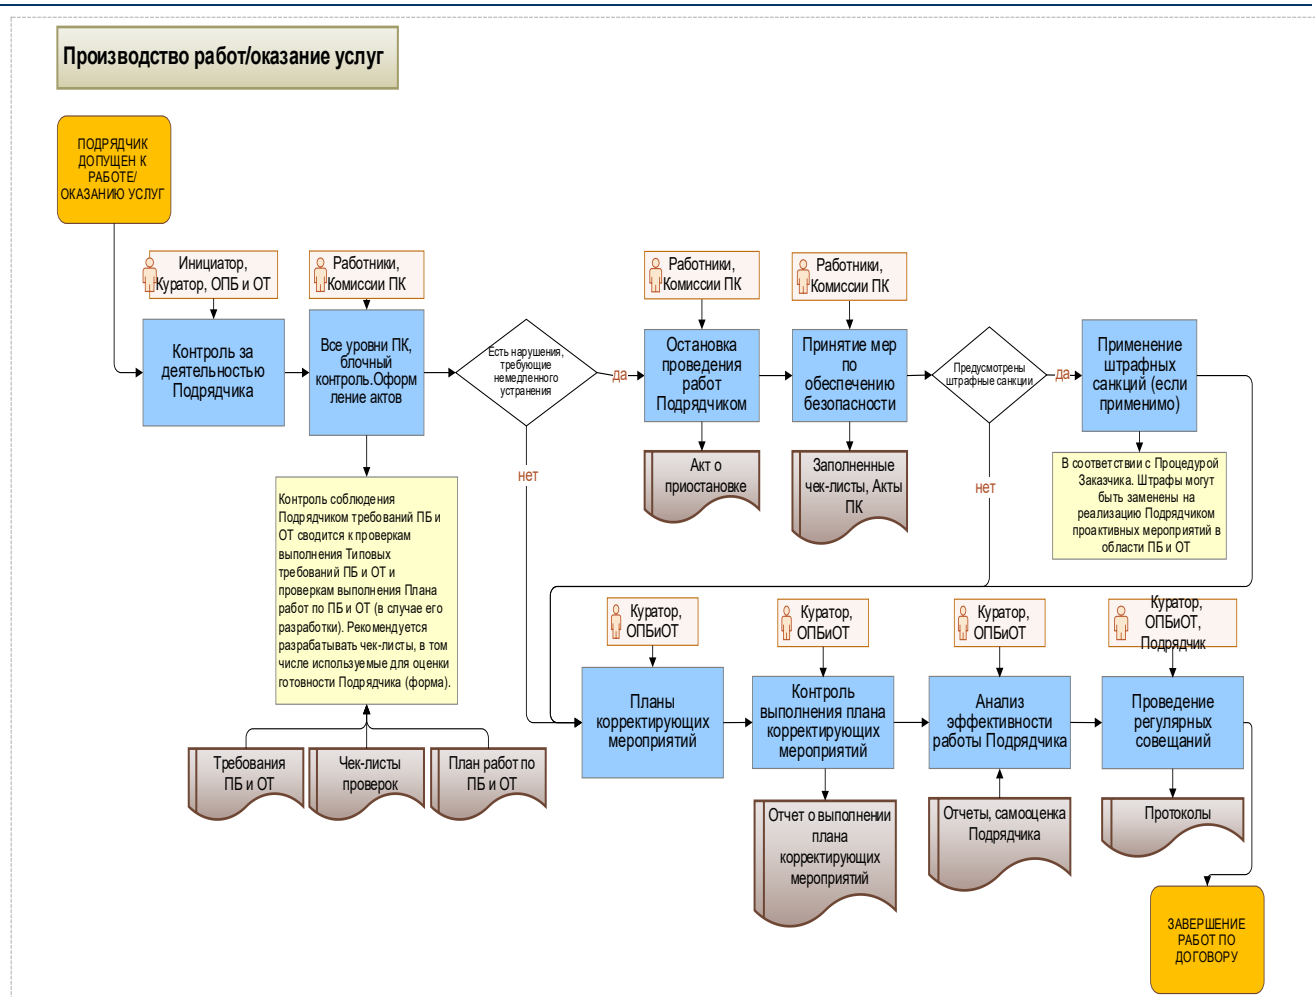 Производство работ/оказание услуг
ПОДРЯДЧИК
ДОПУЩЕН К
РАБОТЕ/
ОКАЗАНИЮ УСЛУГ
Инициатор,
Куратор, ОПБ и ОТ
Работники,
Комиссии ПК
Работники,
Комиссии ПК
Работники,
Комиссии ПК
Контроль за
деятельностью
Подрядчика
Все уровни ПК,
блочный
контроль.Оформ
ление актов
Есть нарушения,
требующие
немедленного
устранения
да
Остановка
проведения
работ
Подрядчиком
Принятие мер
по
обеспечению
безопасности
Предусмотрены
штрафные санкции
да
Применение
штрафных
санкций (если
применимо)
нет
Акт о
приостановке
Заполненные
чек-листы, Акты
ПК
нет
В соответствии с Процедурой
Заказчика. Штрафы могут
быть заменены на
реализацию Подрядчиком
проактивных мероприятий в
области ПБ и ОТ
Контроль соблюдения
Подрядчиком требований ПБ и
ОТ сводится к проверкам
выполнения Типовых
требований ПБ и ОТ и
проверкам выполнения Плана
работ по ПБ и ОТ (в случае его
разработки). Рекомендуется
разрабатывать чек-листы, в том
числе используемые для оценки
готовности Подрядчика (форма).
Куратор,
ОПБиОТ
Куратор,
ОПБиОТ
Куратор,
ОПБиОТ
Куратор,
ОПБиОТ,
Подрядчик
Планы
корректирующих
мероприятий
Контроль
выполнения плана
корректирующих
мероприятий
Анализ
эффективности
работы Подрядчика
Проведение
регулярных
совещаний
Требования
ПБ и ОТ
Чек-листы
проверок
План работ по
ПБ и ОТ
Отчет о выполнении
плана
корректирующих
мероприятий
Отчеты, самооценка
Подрядчика
Протоколы
ЗАВЕРШЕНИЕ
РАБОТ ПО
ДОГОВОРУ